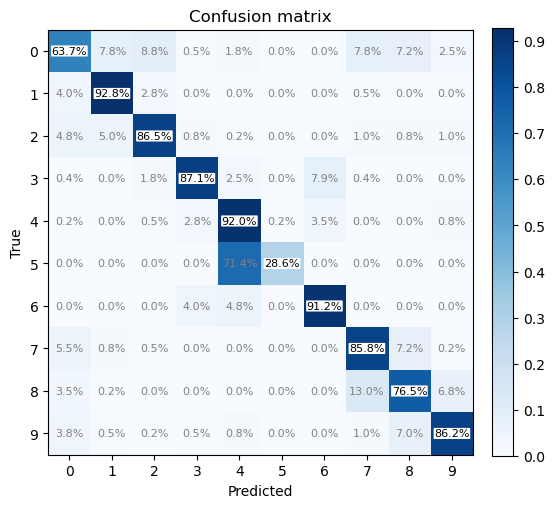 Confusion matrix
0 63.7% 7.8% 8.8% 0.5% 1.8% 0.0% 0.0% 7.8% 7.2% 2.5%
1 4.0% 92.8% 2.8% 0.0% 0.0% 0.0% 0.0% 0.5% 0.0% 0.0%
2 4.8% 5.0% 86.5% 0.8% 0.2% 0.0% 0.0% 1.0% 0.8% 1.0%
3 0.4% 0.0% 1.8% 87.1% 2.5% 0.0% 7.9% 0.4% 0.0% 0.0%
4 0.2% 0.0% 0.5% 2.8% 92.0% 0.2% 3.5% 0.0% 0.0% 0.8%
5 0.0% 0.0% 0.0% 0.0% 71.4% 28.6% 0.0% 0.0% 0.0% 0.0%
6 0.0% 0.0% 0.0% 4.0% 4.8% 0.0% 91.2% 0.0% 0.0% 0.0%
7 5.5% 0.8% 0.5% 0.0% 0.0% 0.0% 0.0% 85.8% 7.2% 0.2%
8 3.5% 0.2% 0.0% 0.0% 0.0% 0.0% 0.0% 13.0% 76.5% 6.8%
9 3.8% 0.5% 0.2% 0.5% 0.8% 0.0% 0.0% 1.0% 7.0% 86.2%
0 1 2 3 4 5 6 7 8 9
Predicted
True
0.9
0.8
0.7
0.6
0.5
0.4
0.3
0.2
0.1
0.0